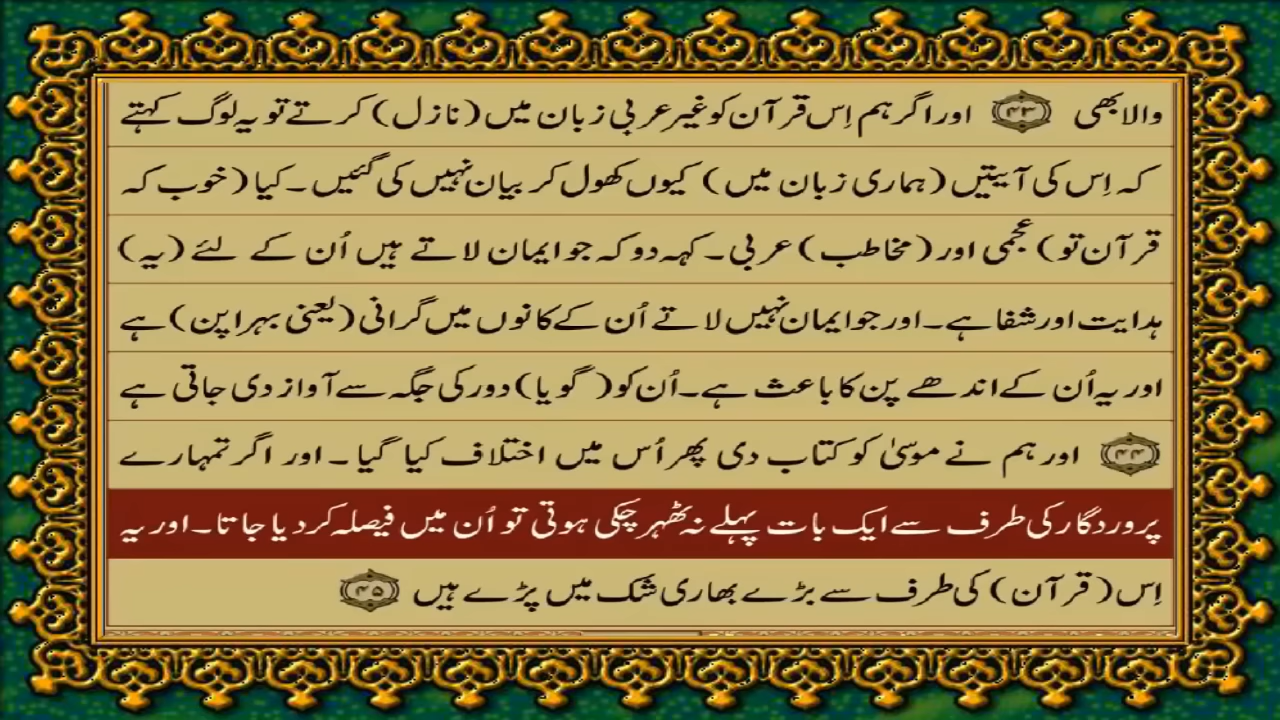 والا بھی ۴۳ اور اگر ہم اِس قرآن کو غیر عربی زبان میں (نازل) کرتے تو یہ لوگ کہتے
کہ اِس کی آیتیں (ہماری زبان میں) کیوں کھول کر بیان نہیں کی گئیں۔ کیا (خوب کہ
قرآن تو) عجمی اور (مخاطب) عربی۔ کہہ دو کہ جو ایمان لاتے ہیں اُن کے لئے (یہ)
ہدایت اور شفا ہے۔ اور جو ایمان نہیں لاتے اُن کے کانوں میں گرانی (یعنی بہراپن) ہے
اور یہ اُن کے اندھے پن کا باعث ہے۔ اُن کو (گویا) دور کی جگہ سے آواز دی جاتی ہے
۴۴ اور ہم نے موسیٰ کو کتاب دی پھر اُس میں اختلاف کیا گیا۔ اور اگر تمہارے
پروردگار کی طرف سے ایک بات پہلے نہ ٹھہر چکی ہوتی تو اُن میں فیصلہ کر دیا جاتا۔ اور یہ
اِس (قرآن) کی طرف سے بڑے بھاری شک میں پڑے ہیں ۴۵